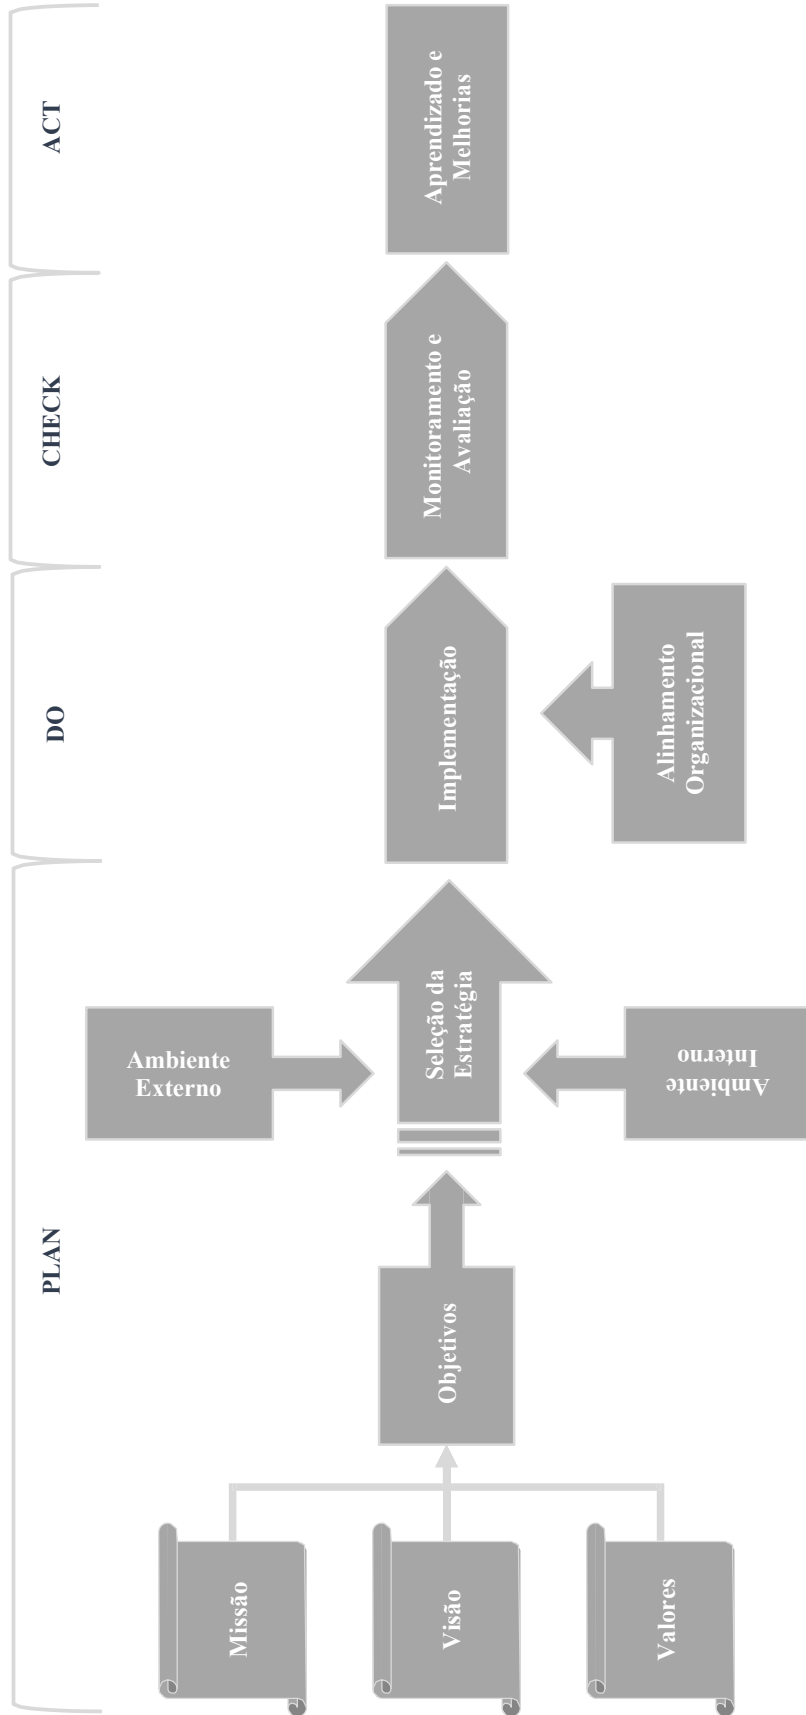 PLAN
DO
CHECK
ACT
Missão
Visão
Valores
Objetivos
Ambiente
Externo
Seleção da
Estratégia
Ambiente
Interno
Implementação
Alinhamento
Organizacional
Monitoramento e
Avaliação
Aprendizado e
Melhorias